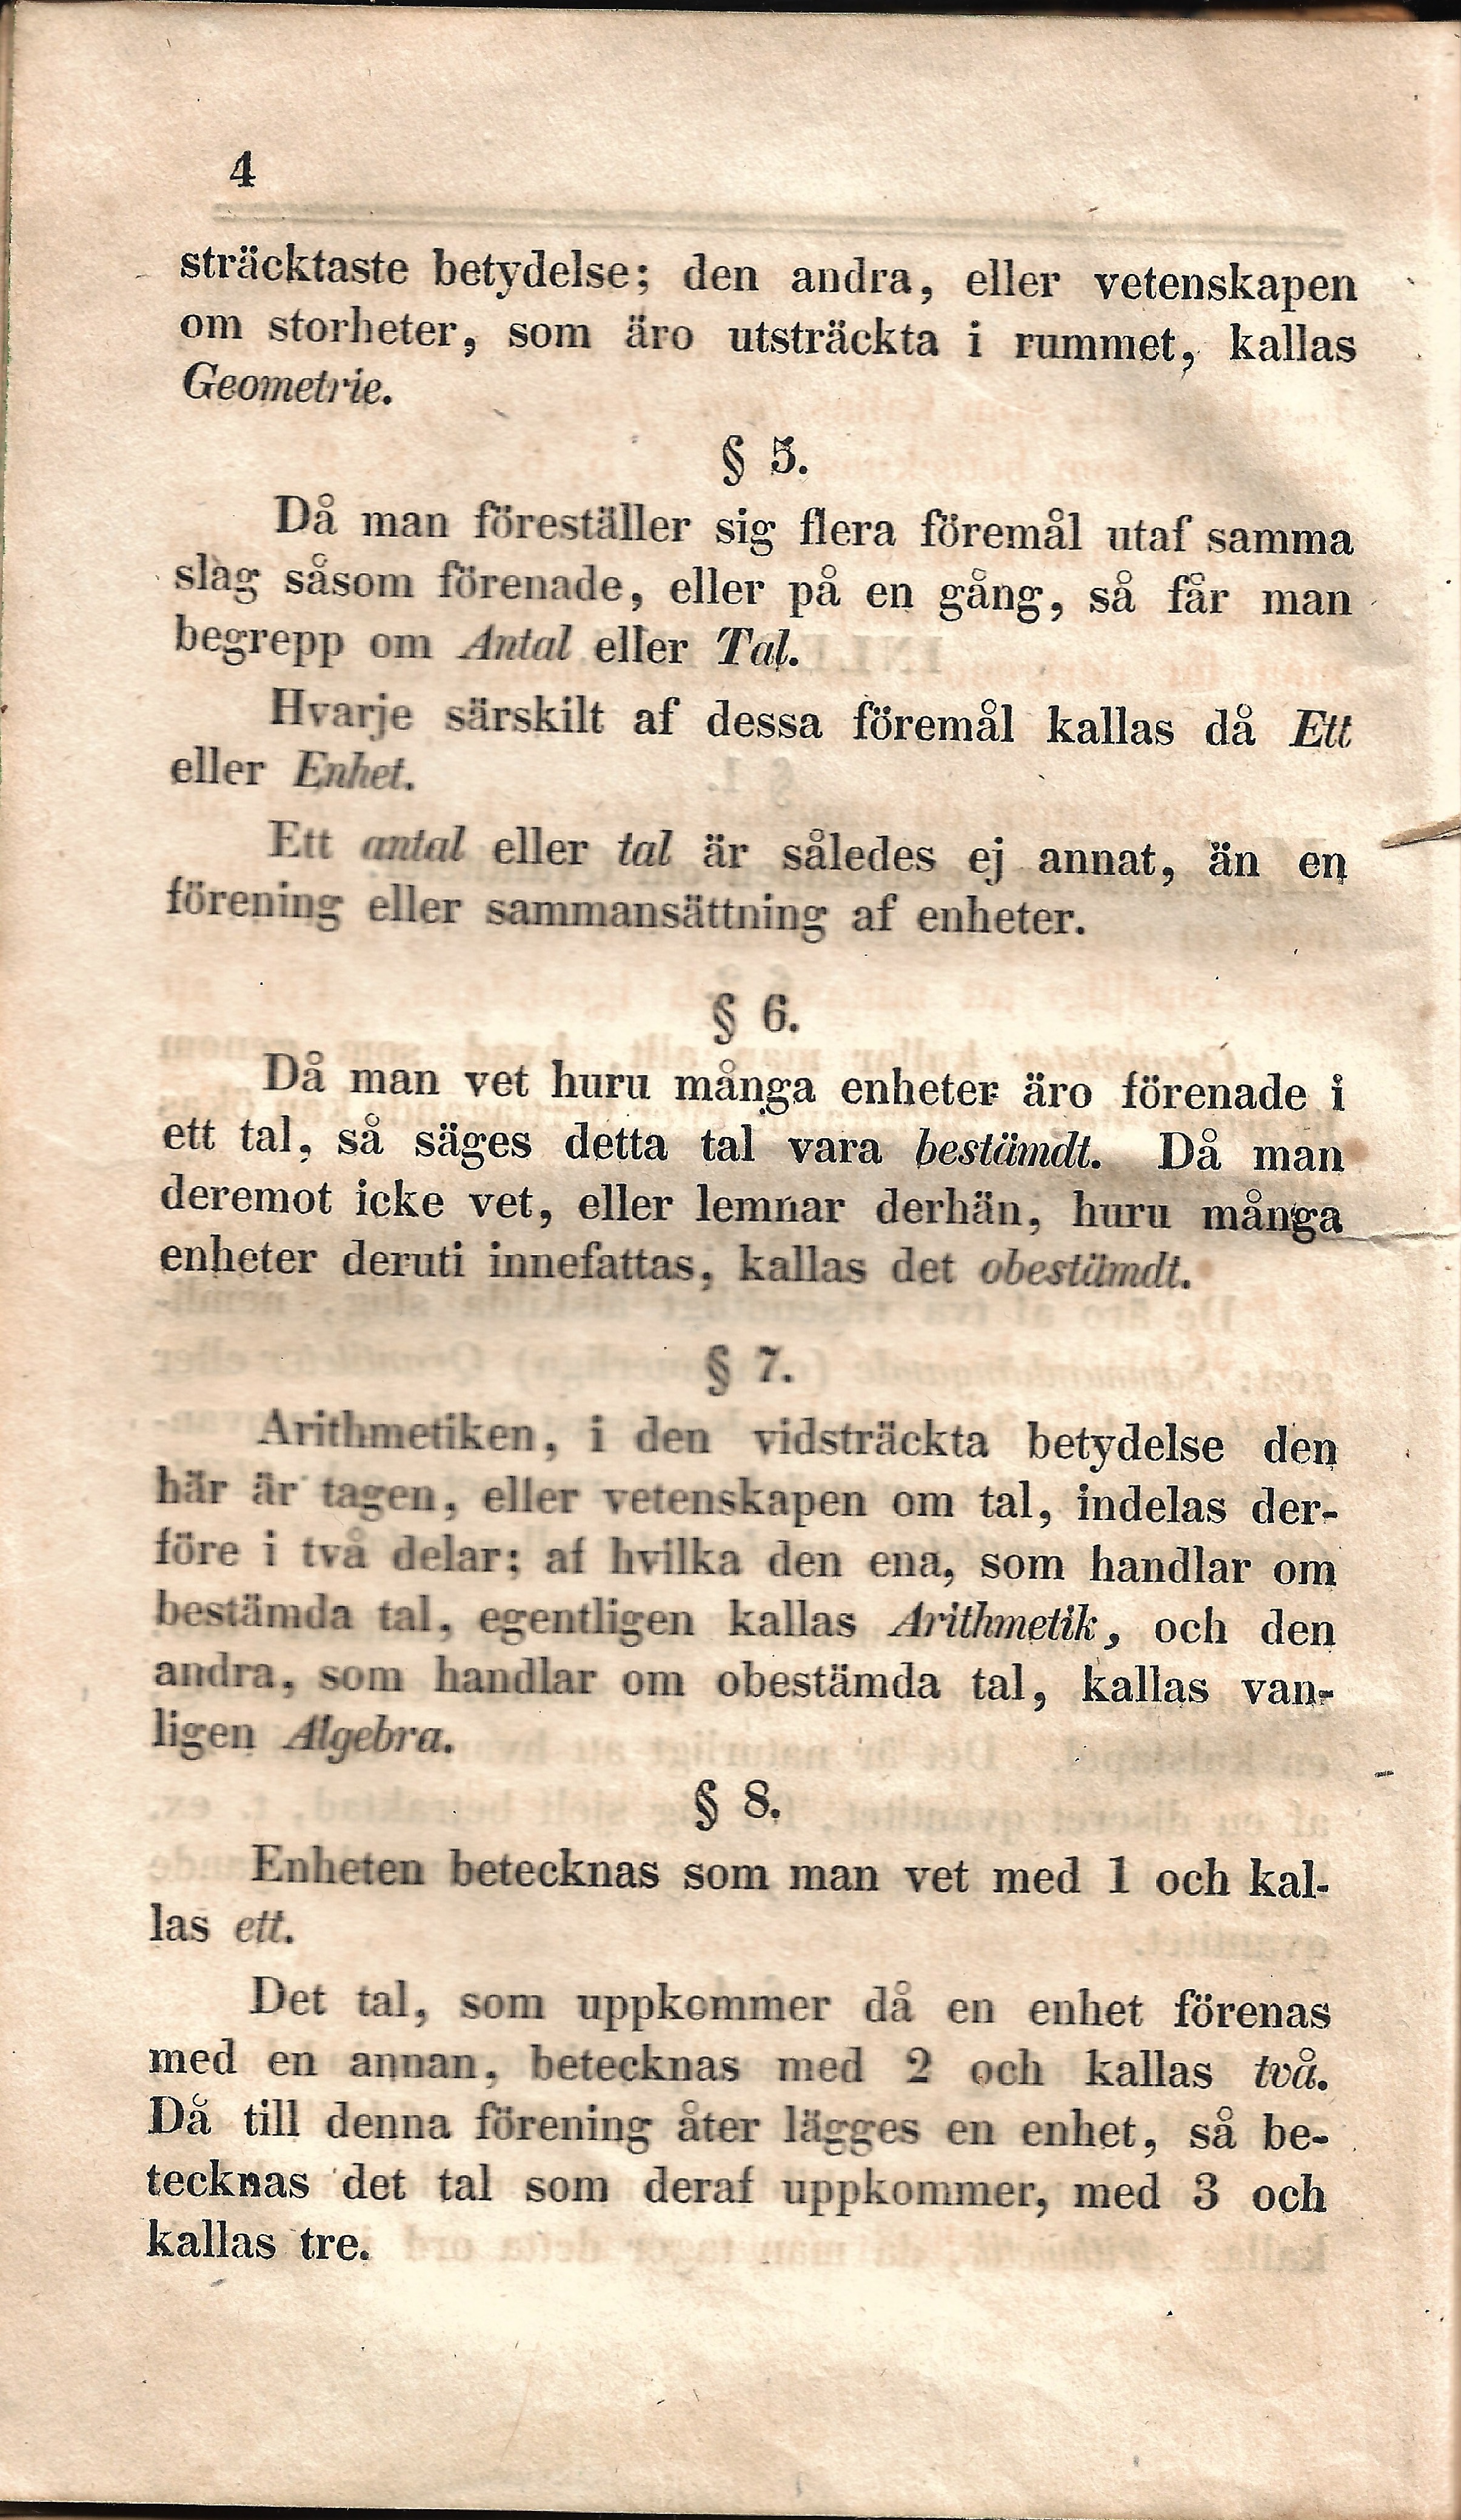 4
sträcktaste betydelse; den andra, eller vetenskapen
om storheter, som äro utsträckta i rummet, kallas
Geometrie.
§ 5.
Då man föreställer sig flera föremål utaf samma
slag såsom förenade, eller på en gång, så får man
begrepp om Antal eller Tal.
Hvarje särskilt af dessa föremål kallas då Ett
eller Enhet.
Ett antal eller tal är således ej annat, än en
förening eller sammansättning af enheter.
§ 6.
Då man vet huru många enheter äro förenade i
ett tal, så säges detta tal vara bestämdt. Då man
deremot icke vet, eller lemnar derhän, huru många
enheter deruti innefattas, kallas det obestämdt.
§ 7.
Arithmetiken, i den vidsträckta betydelse den
här är tagen, eller vetenskapen om tal, indelas der-
före i två delar; af hvilka den ena, som handlar om
bestämda tal, egentligen kallas Arithmetik, och den
andra, som handlar om obestämda tal, kallas van-
ligen Algebra.
§ 8.
Enheten betecknas som man vet med 1 och kal-
las ett.
Det tal, som uppkommer då en enhet förenas
med en annan, betecknas med 2 och kallas två.
Då till denna förening åter lägges en enhet, så be-
tecknas det tal som deraf uppkommer, med 3 och
kallas tre.